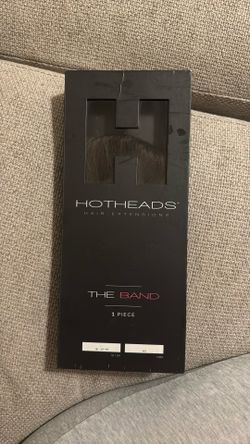 HOTHEADS®
HAIR EXTENSIONS
THE BAND
1 PIECE